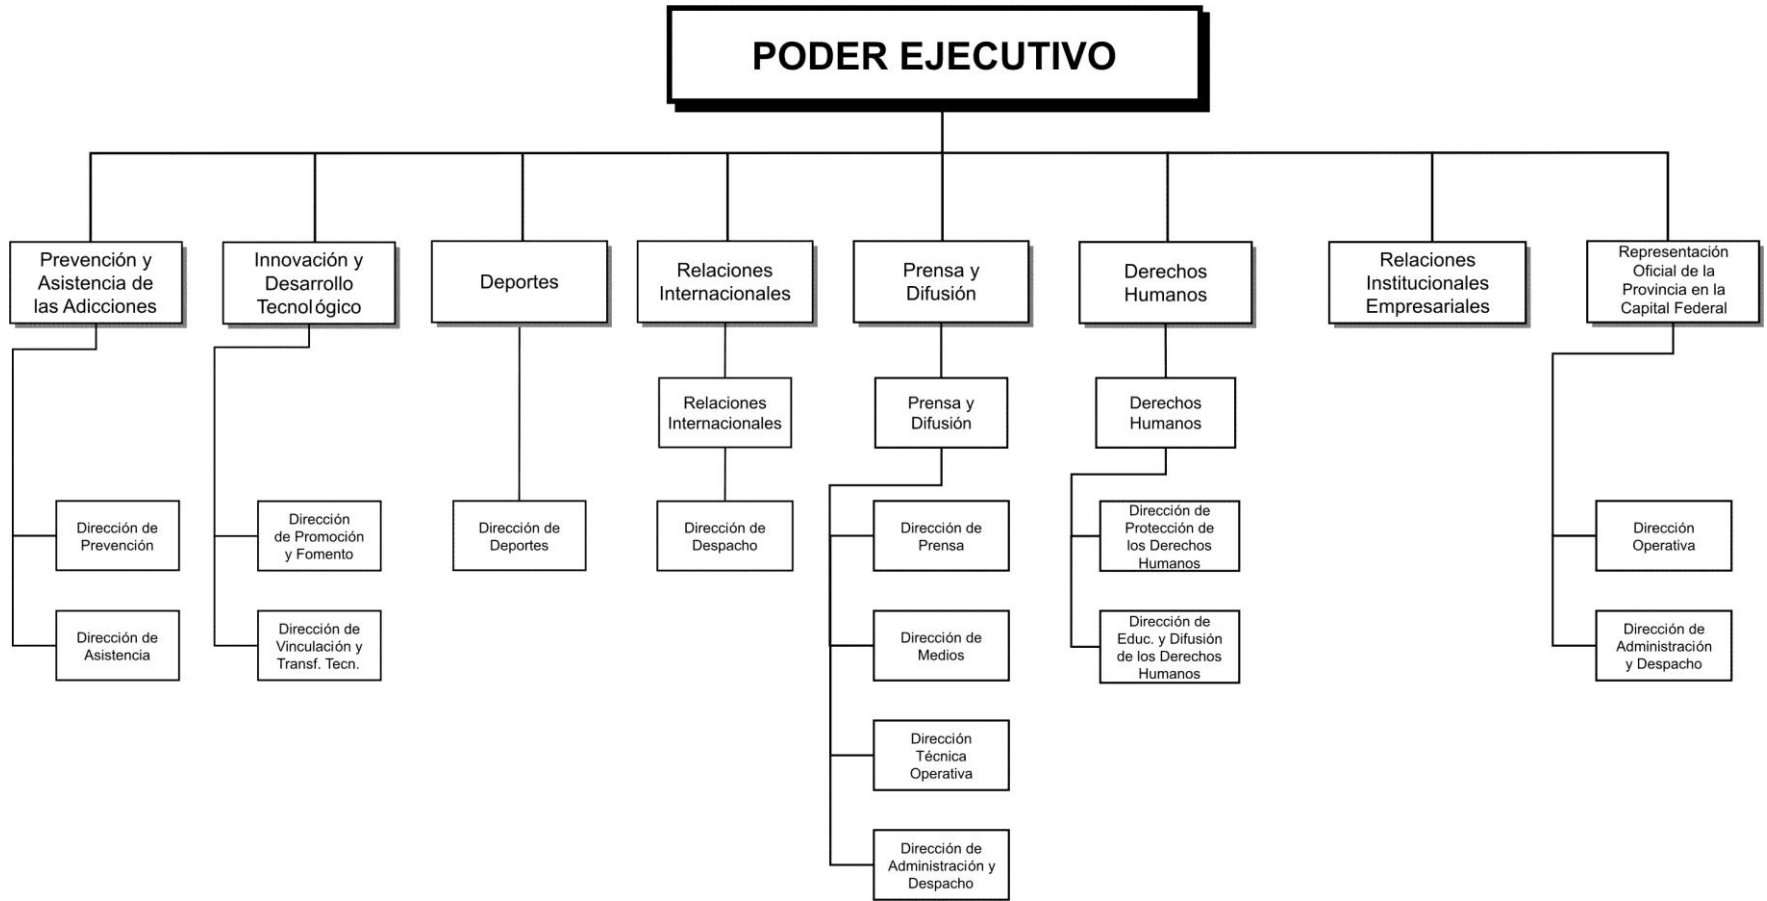 PODER EJECUTIVO
Prevención y
Asistencia de
las Adicciones
Innovación y
Desarrollo
Tecnológico
Deportes
Relaciones
Internacionales
Prensa y
Difusión
Derechos
Humanos
Relaciones
Institucionales
Empresariales
Representación
Oficial de la
Provincia en la
Capital Federal
Relaciones
Internacionales
Prensa y
Difusión
Derechos
Humanos
Dirección de
Prevención
Dirección
de Promoción
y Fomento
Dirección de
Deportes
Dirección de
Despacho
Dirección de
Prensa
Dirección de
Protección de
los Derechos
Humanos
Dirección
Operativa
Dirección de
Asistencia
Dirección de
Vinculación y
Transf. Tecn.
Dirección de
Medios
Dirección de
Educ. y Difusión
de los Derechos
Humanos
Dirección de
Administración
y Despacho
Dirección
Técnica
Operativa
Dirección de
Administración y
Despacho